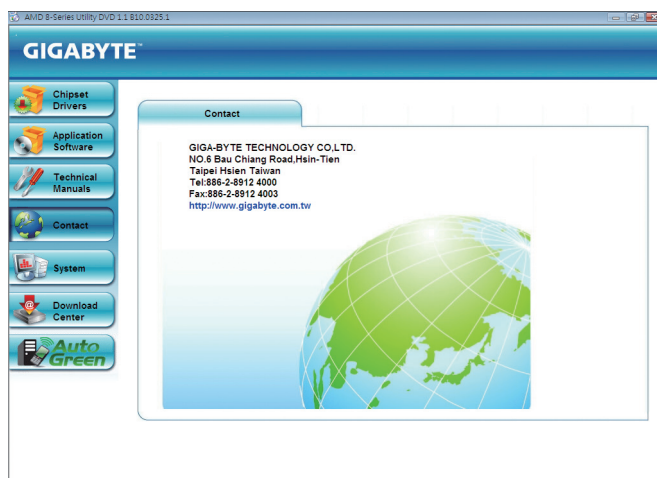 AMD 8-Series Utility DVD 1.1 B10.0325.1
GIGABYTE™
Chipset
Drivers
Application
Software
Technical
Manuals
Contact
System
Download
Center
Auto
Green
Contact
GIGA-BYTE TECHNOLOGY CO,LTD.
NO.6 Bau Chiang Road,Hsin-Tien
Taipei Hsien Taiwan
Tel:886-2-8912 4000
Fax:886-2-8912 4003
http://www.gigabyte.com.tw